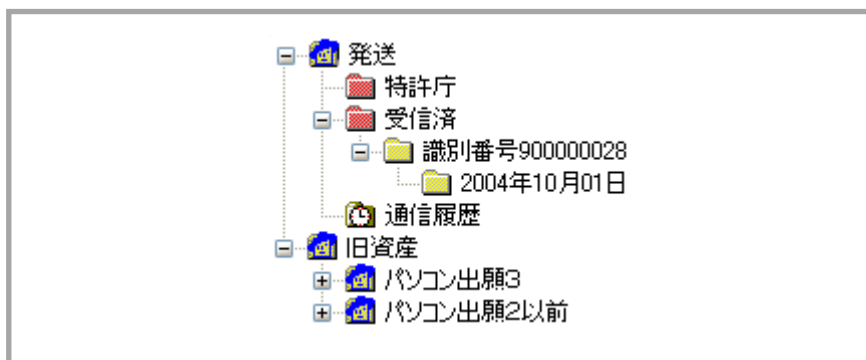 発送
特許庁
受信済
識別番号900000028
2004年10月01日
通信履歴
旧資産
パソコン出願3
パソコン出願2以前